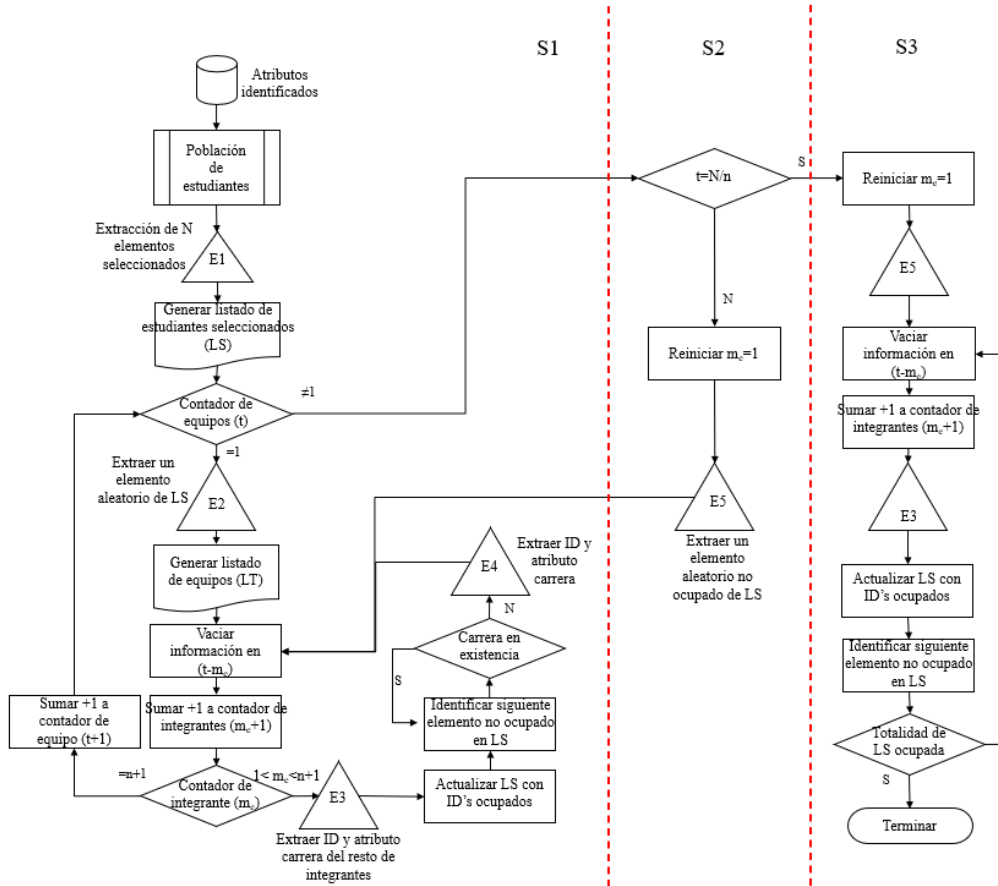 S1
S2
S3
Atributos
identificados
Población
de
estudiantes
Extracción de N
elementos
seleccionados
E1
Generar listado de
estudiantes seleccionados
(LS)
Contador de
equipos (t)
≠1
=1
Extraer un
elemento
aleatorio de LS
E2
Generar listado
de equipos (LT)
Vaciar
información en
(t-mₑ)
Sumar +1 a
contador de
equipo (t+1)
Sumar +1 a contador de
integrantes (mₑ+1)
=n+1
Contador de
integrante (mₑ)
1< mₑ<n+1
E3
Extraer ID y atributo
carrera del resto de
integrantes
Actualizar LS con
ID’s ocupados
Identificar siguiente
elemento no ocupado
en LS
S
Carrera en
existencia
N
E4
Extraer ID y
atributo
carrera
t=N/n
S
N
Reiniciar mₑ=1
E5
Extraer un
elemento
aleatorio no
ocupado de LS
Reiniciar mₑ=1
E5
Vaciar
información en
(t-mₑ)
Sumar +1 a contador de
integrantes (mₑ+1)
E3
Actualizar LS con
ID’s ocupados
Identificar siguiente
elemento no ocupado
en LS
Totalidad de
LS ocupada
S
Terminar